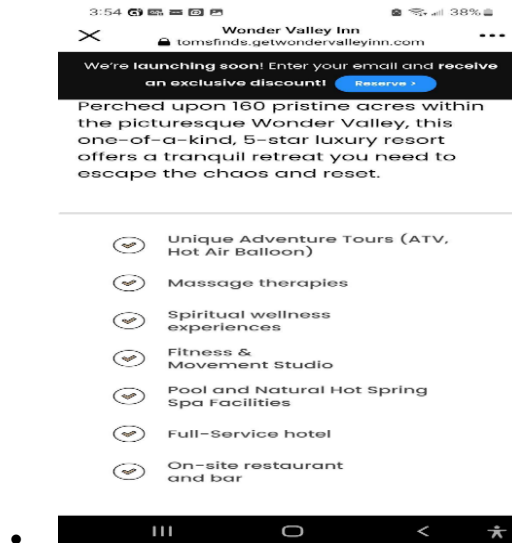 3:54
38%
Wonder Valley Inn
tomsfinds.getwondervalleyinn.com
We're launching soon! Enter your email and receive
an exclusive discount! Reserve >
Perched upon 160 pristine acres within
the picturesque Wonder Valley, this
one-of-a-kind, 5-star luxury resort
offers a tranquil retreat you need to
escape the chaos and reset.
Unique Adventure Tours (ATV,
Hot Air Balloon)
Massage therapies
Spiritual wellness
experiences
Fitness &
Movement Studio
Pool and Natural Hot Spring
Spa Facilities
Full-Service hotel
On-site restaurant
and bar